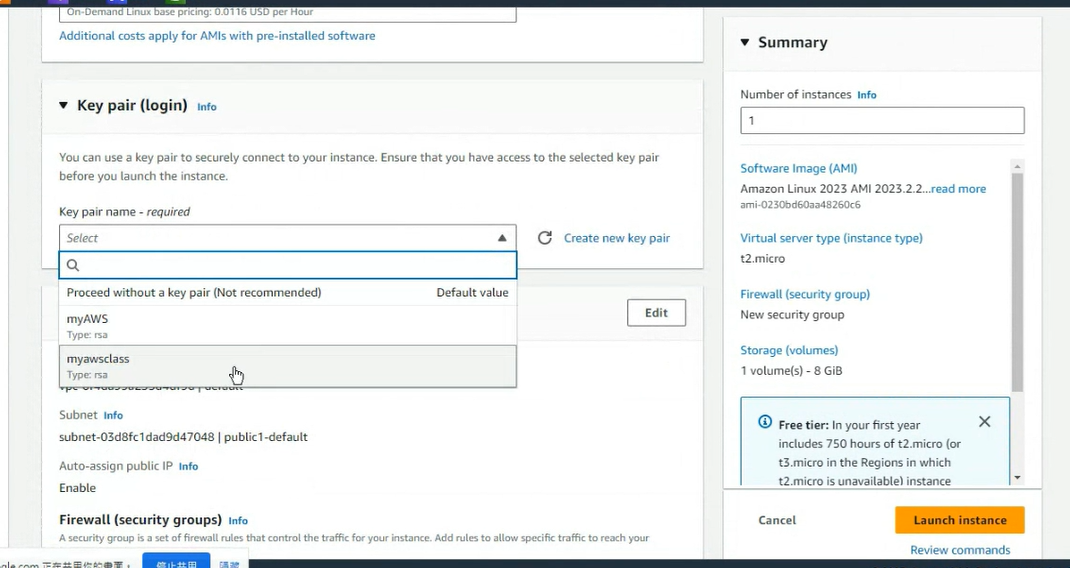 On-Demand Linux base pricing: 0.0116 USD per Hour
Additional costs apply for AMIs with pre-installed software
Key pair (login) Info
You can use a key pair to securely connect to your instance. Ensure that you have access to the selected key pair
before you launch the instance.
Key pair name - required
Select
Create new key pair
Proceed without a key pair (Not recommended) Default value
myAWS
Type: rsa
myawsclass
Type: rsa
Edit
default
Subnet Info
subnet-03d8fc1dad9d47048 | public1-default
Auto-assign public IP Info
Enable
Firewall (security groups) Info
A security group is a set of firewall rules that control the traffic for your instance. Add rules to allow specific traffic to reach your
gle.com 正在共用你的畫面。
停止共用
隱藏
Summary
Number of instances Info
1
Software Image (AMI)
Amazon Linux 2023 AMI 2023.2.2...read more
ami-0230bd60aa48260c6
Virtual server type (instance type)
t2.micro
Firewall (security group)
New security group
Storage (volumes)
1 volume(s) - 8 GiB
Free tier: In your first year
includes 750 hours of t2.micro (or
t3.micro in the Regions in which
t2.micro is unavailable) instance
Cancel
Launch instance
Review commands